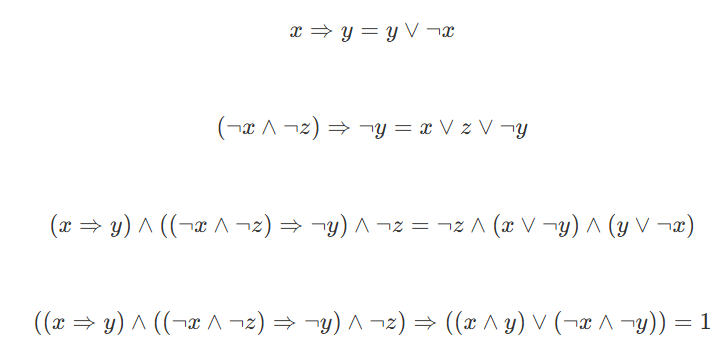 x ⇒ y = y ∨ ¬x
(¬x ∧ ¬z) ⇒ ¬y = x ∨ z ∨ ¬y
(x ⇒ y) ∧ ((¬x ∧ ¬z) ⇒ ¬y) ∧ ¬z = ¬z ∧ (x ∨ ¬y) ∧ (y ∨ ¬x)
((x ⇒ y) ∧ ((¬x ∧ ¬z) ⇒ ¬y) ∧ ¬z) ⇒ ((x ∧ y) ∨ (¬x ∧ ¬y)) = 1